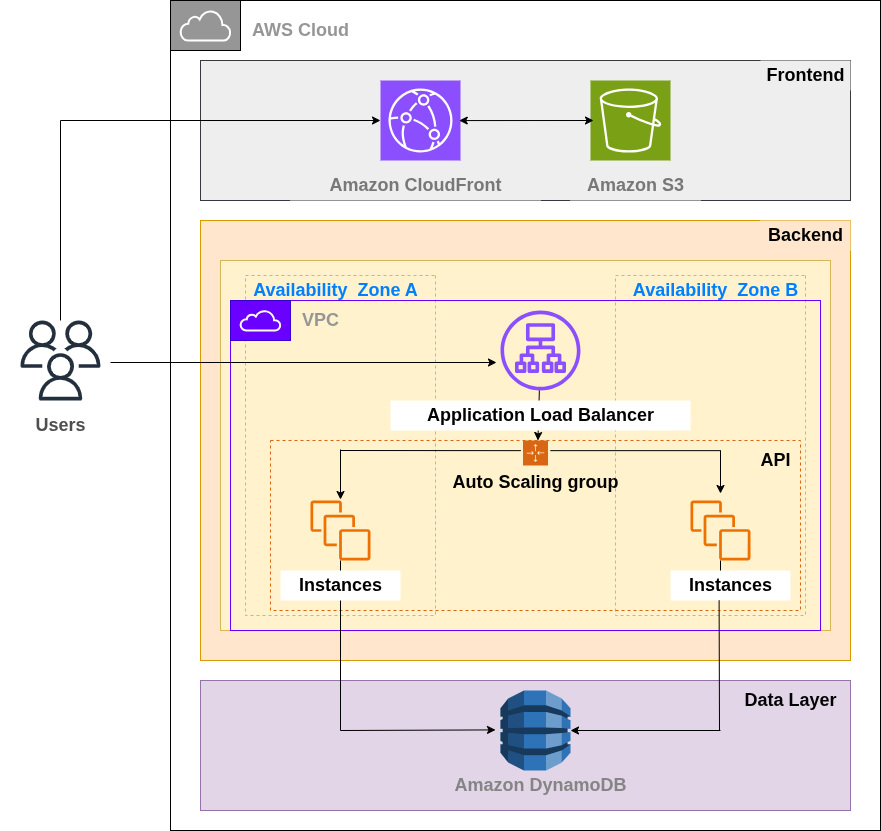 AWS Cloud
Frontend
Amazon CloudFront
Amazon S3
Backend
Availability Zone A
Availability Zone B
VPC
Users
Application Load Balancer
API
Auto Scaling group
Instances
Instances
Data Layer
Amazon DynamoDB